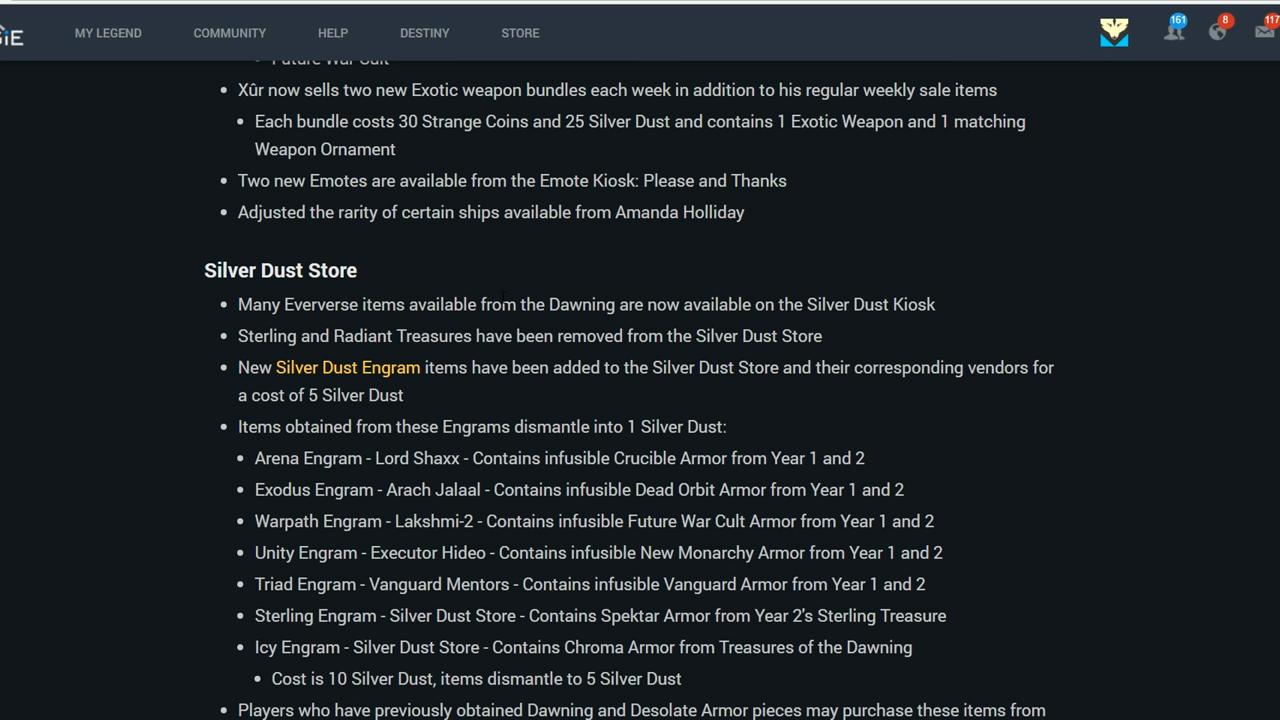 MY LEGEND
COMMUNITY
HELP
DESTINY
STORE
161
8
117
Future War Cult
Xûr now sells two new Exotic weapon bundles each week in addition to his regular weekly sale items
Each bundle costs 30 Strange Coins and 25 Silver Dust and contains 1 Exotic Weapon and 1 matching
Weapon Ornament
Two new Emotes are available from the Emote Kiosk: Please and Thanks
Adjusted the rarity of certain ships available from Amanda Holliday
Silver Dust Store
Many Eververse items available from the Dawning are now available on the Silver Dust Kiosk
Sterling and Radiant Treasures have been removed from the Silver Dust Store
New Silver Dust Engram items have been added to the Silver Dust Store and their corresponding vendors for
a cost of 5 Silver Dust
Items obtained from these Engrams dismantle into 1 Silver Dust:
Arena Engram - Lord Shaxx - Contains infusible Crucible Armor from Year 1 and 2
Exodus Engram - Arach Jalaal - Contains infusible Dead Orbit Armor from Year 1 and 2
Warpath Engram - Lakshmi-2 - Contains infusible Future War Cult Armor from Year 1 and 2
Unity Engram - Executor Hideo - Contains infusible New Monarchy Armor from Year 1 and 2
Triad Engram - Vanguard Mentors - Contains infusible Vanguard Armor from Year 1 and 2
Sterling Engram - Silver Dust Store - Contains Spektar Armor from Year 2's Sterling Treasure
Icy Engram - Silver Dust Store - Contains Chroma Armor from Treasures of the Dawning
Cost is 10 Silver Dust, items dismantle to 5 Silver Dust
Players who have previously obtained Dawning and Desolate Armor pieces may purchase these items from